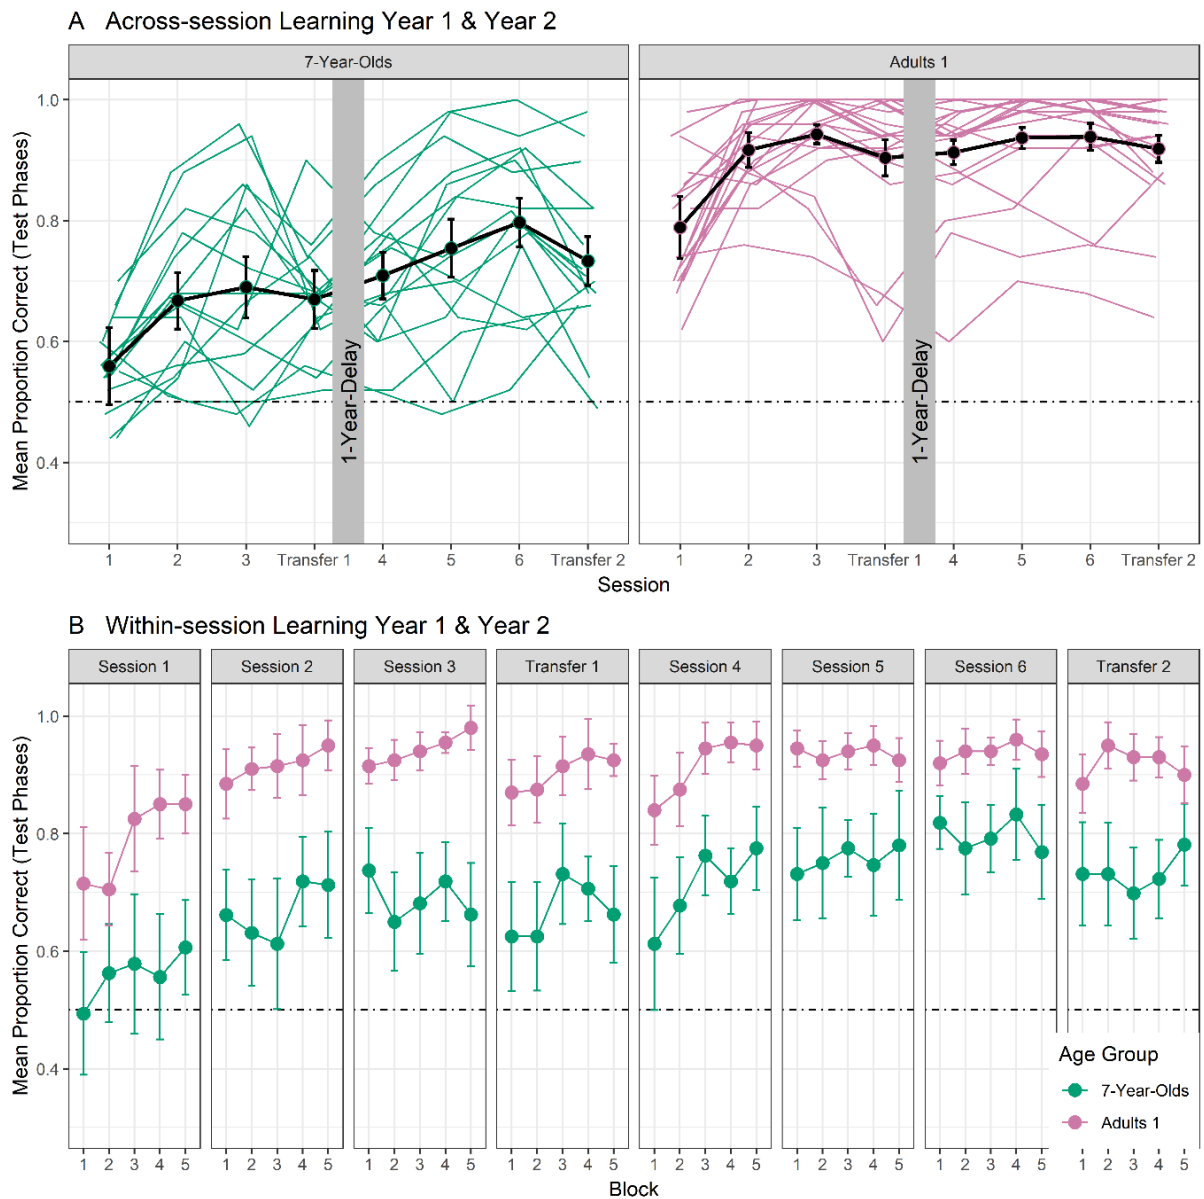 A Across-session Learning Year 1 & Year 2
7-Year-Olds Adults 1
Mean Proportion Correct (Test Phases)
1.0
0.8
0.6
0.4
1-Year-Delay 1-Year-Delay
1 2 3 Transfer 1 4 5 6 Transfer 2 1 2 3 Transfer 1 4 5 6 Transfer 2
Session
B Within-session Learning Year 1 & Year 2
Session 1 Session 2 Session 3 Transfer 1 Session 4 Session 5 Session 6 Transfer 2
Mean Proportion Correct (Test Phases)
1.0
0.8
0.6
0.4
Age Group
7-Year-Olds
Adults 1
1 2 3 4 5 1 2 3 4 5 1 2 3 4 5 1 2 3 4 5 1 2 3 4 5 1 2 3 4 5 1 2 3 4 5 1 2 3 4 5
Block